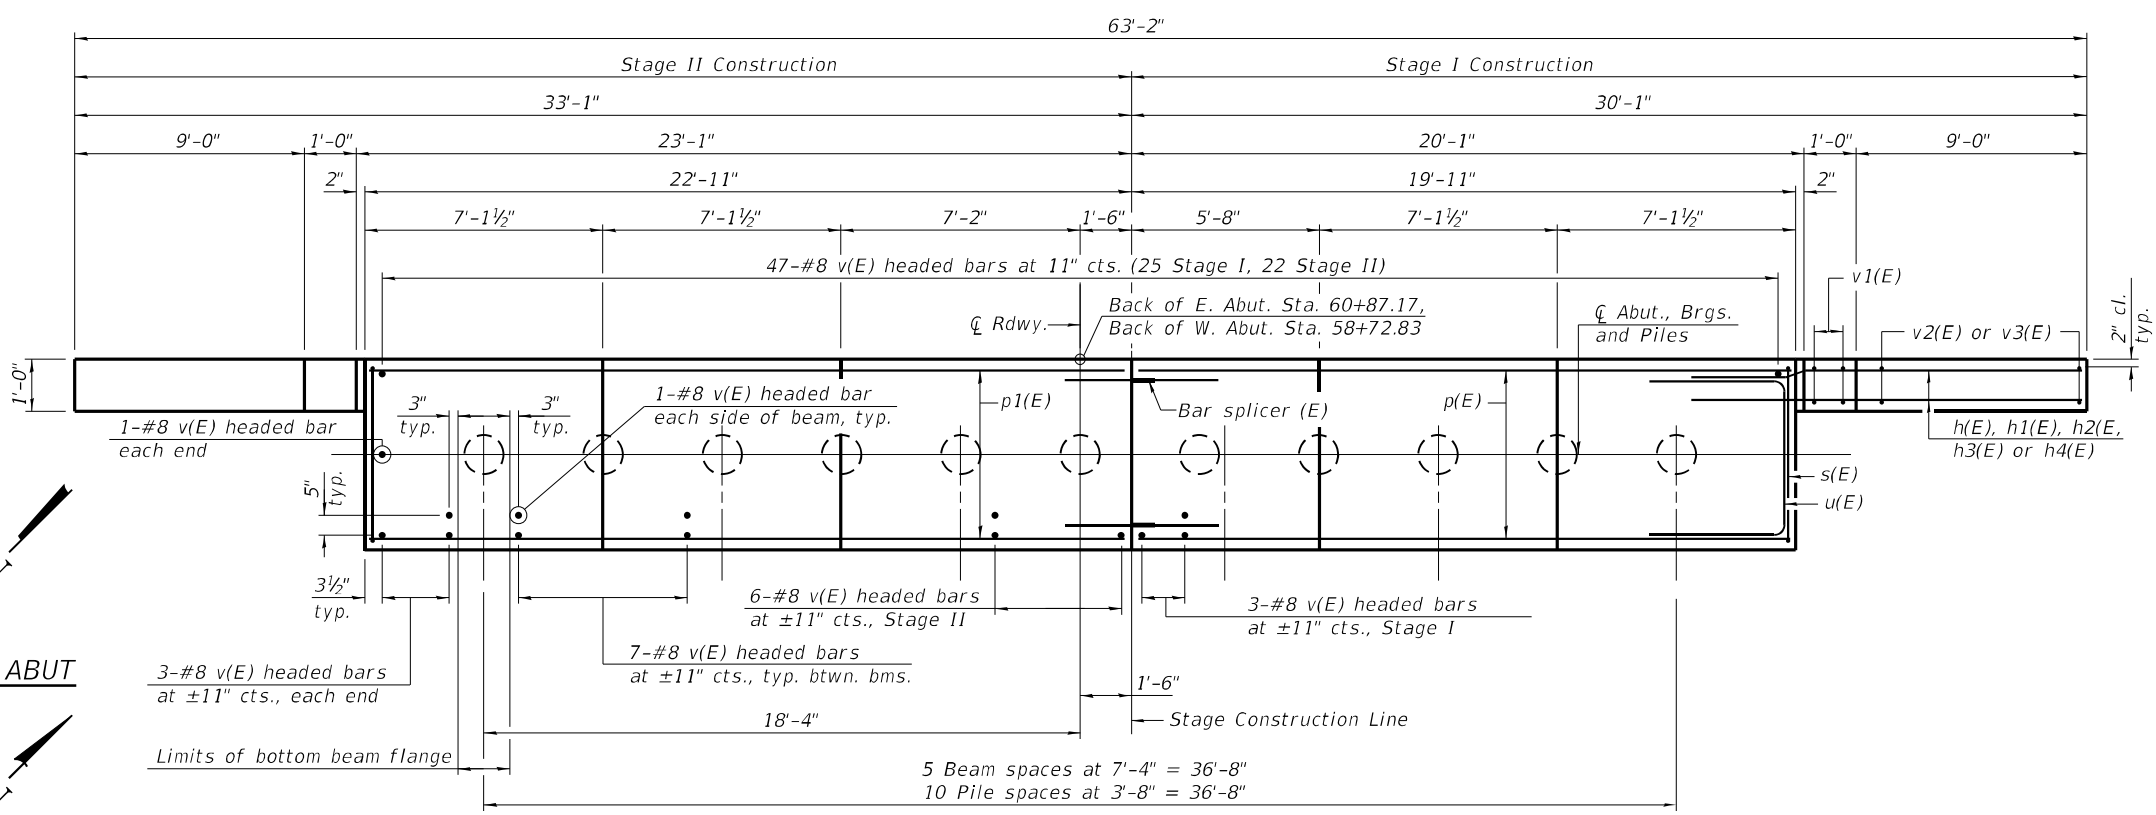 63'-2"
Stage II Construction
Stage I Construction
33'-1"
30'-1"
9'-0"
1'-0"
23'-1"
20'-1"
1'-0"
9'-0"
2"
22'-11"
19'-11"
2"
7'-1½"
7'-1½"
7'-2"
1'-6"
5'-8"
7'-1½"
7'-1½"
47-#8 v(E) headed bars at 11" cts. (25 Stage I, 22 Stage II)
v1(E)
℄ Rdwy.
Back of E. Abut. Sta. 60+87.17,
Back of W. Abut. Sta. 58+72.83
℄ Abut., Brgs.
and Piles
v2(E) or v3(E)
2" cl.
typ.
1'-0"
3"
typ.
3"
typ.
1-#8 v(E) headed bar
each side of beam, typ.
p1(E)
Bar splicer (E)
p(E)
1-#8 v(E) headed bar
each end
h(E), h1(E), h2(E,
h3(E) or h4(E)
5"
typ.
s(E)
u(E)
3½"
typ.
6-#8 v(E) headed bars
at ±11" cts., Stage II
3-#8 v(E) headed bars
at ±11" cts., Stage I
7-#8 v(E) headed bars
at ±11" cts., typ. btwn. bms.
ABUT
3-#8 v(E) headed bars
at ±11" cts., each end
1'-6"
18'-4"
Stage Construction Line
Limits of bottom beam flange
5 Beam spaces at 7'-4" = 36'-8"
10 Pile spaces at 3'-8" = 36'-8"